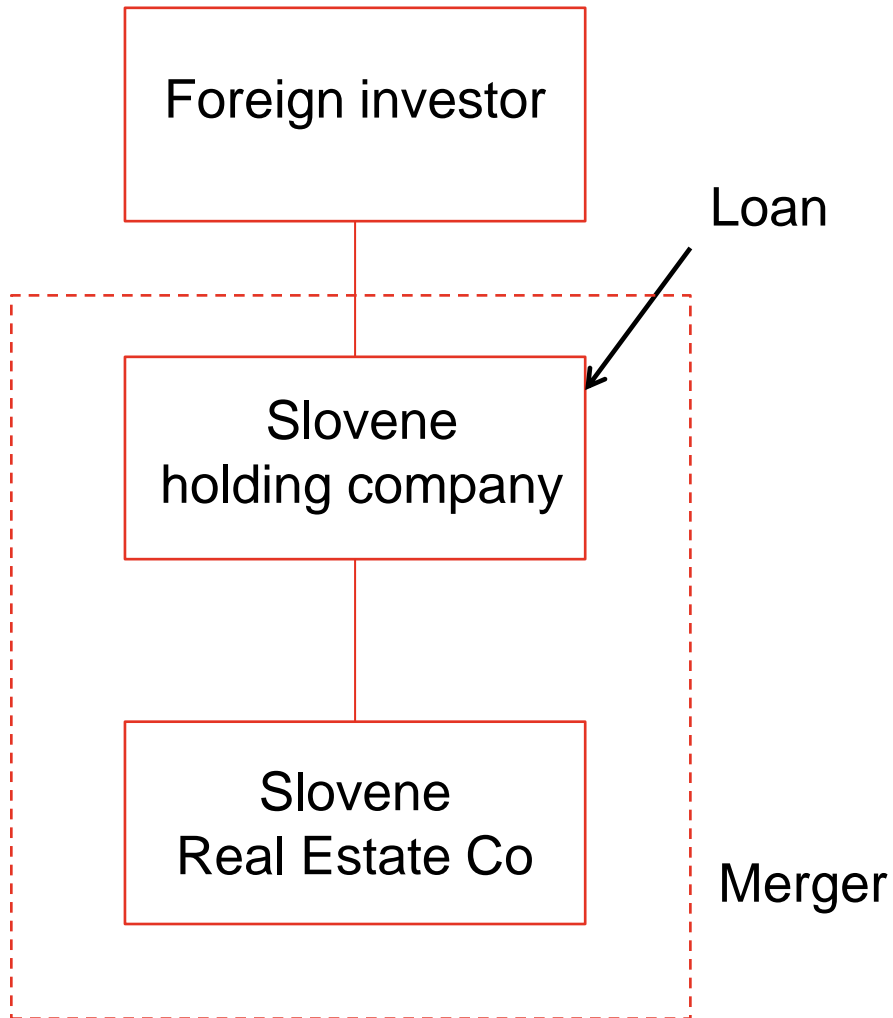 Foreign investor
Loan
Slovene
holding company
Slovene
Real Estate Co
Merger